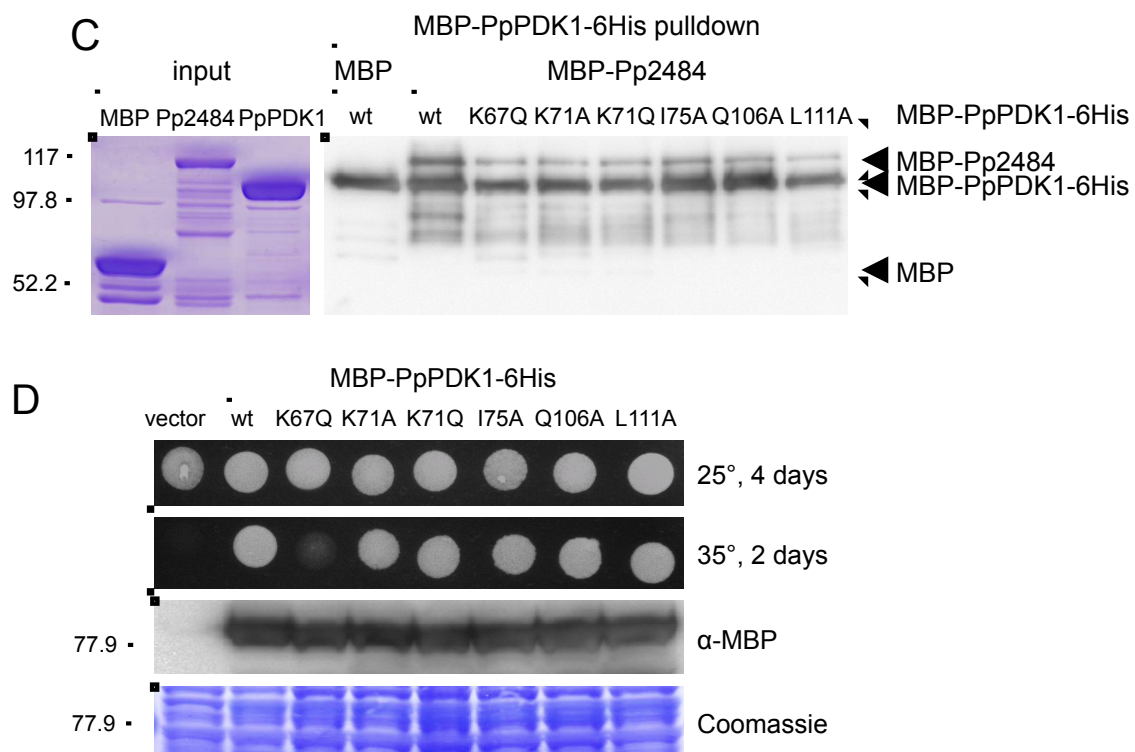 C
MBP-PpPDK1-6His pulldown
input
MBP
MBP-Pp2484
MBP Pp2484 PpPDK1
wt
wt K67Q K71A K71Q I75A Q106A L111A
MBP-PpPDK1-6His
117
97.8
52.2
MBP-Pp2484
MBP-PpPDK1-6His
MBP
D
MBP-PpPDK1-6His
vector wt K67Q K71A K71Q I75A Q106A L111A
25°, 4 days
35°, 2 days
77.9
α-MBP
77.9
Coomassie